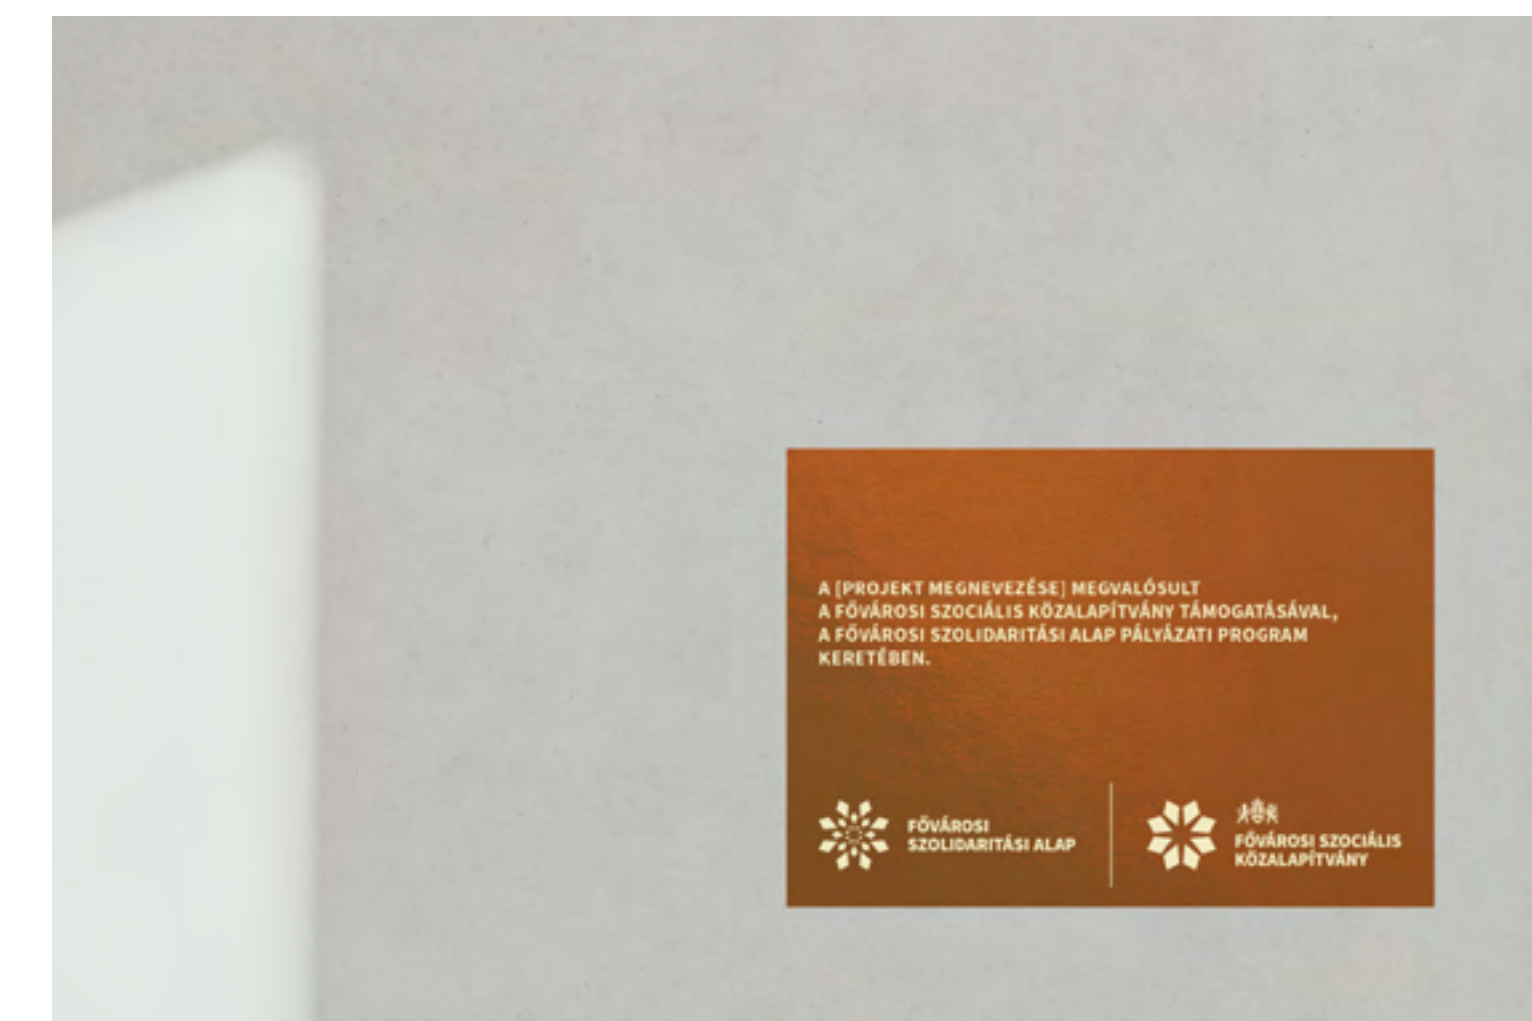 A [PROJEKT MEGNEVEZÉSE] MEGVALÓSULT
A FŐVÁROSI SZOCIÁLIS KÖZALAPÍTVÁNY TÁMOGATÁSÁVAL,
A FŐVÁROSI SZOLIDARITÁSI ALAP PÁLYÁZATI PROGRAM
KERETÉBEN.
FŐVÁROSI
SZOLIDARITÁSI ALAP
FŐVÁROSI SZOCIÁLIS
KÖZALAPÍTVÁNY